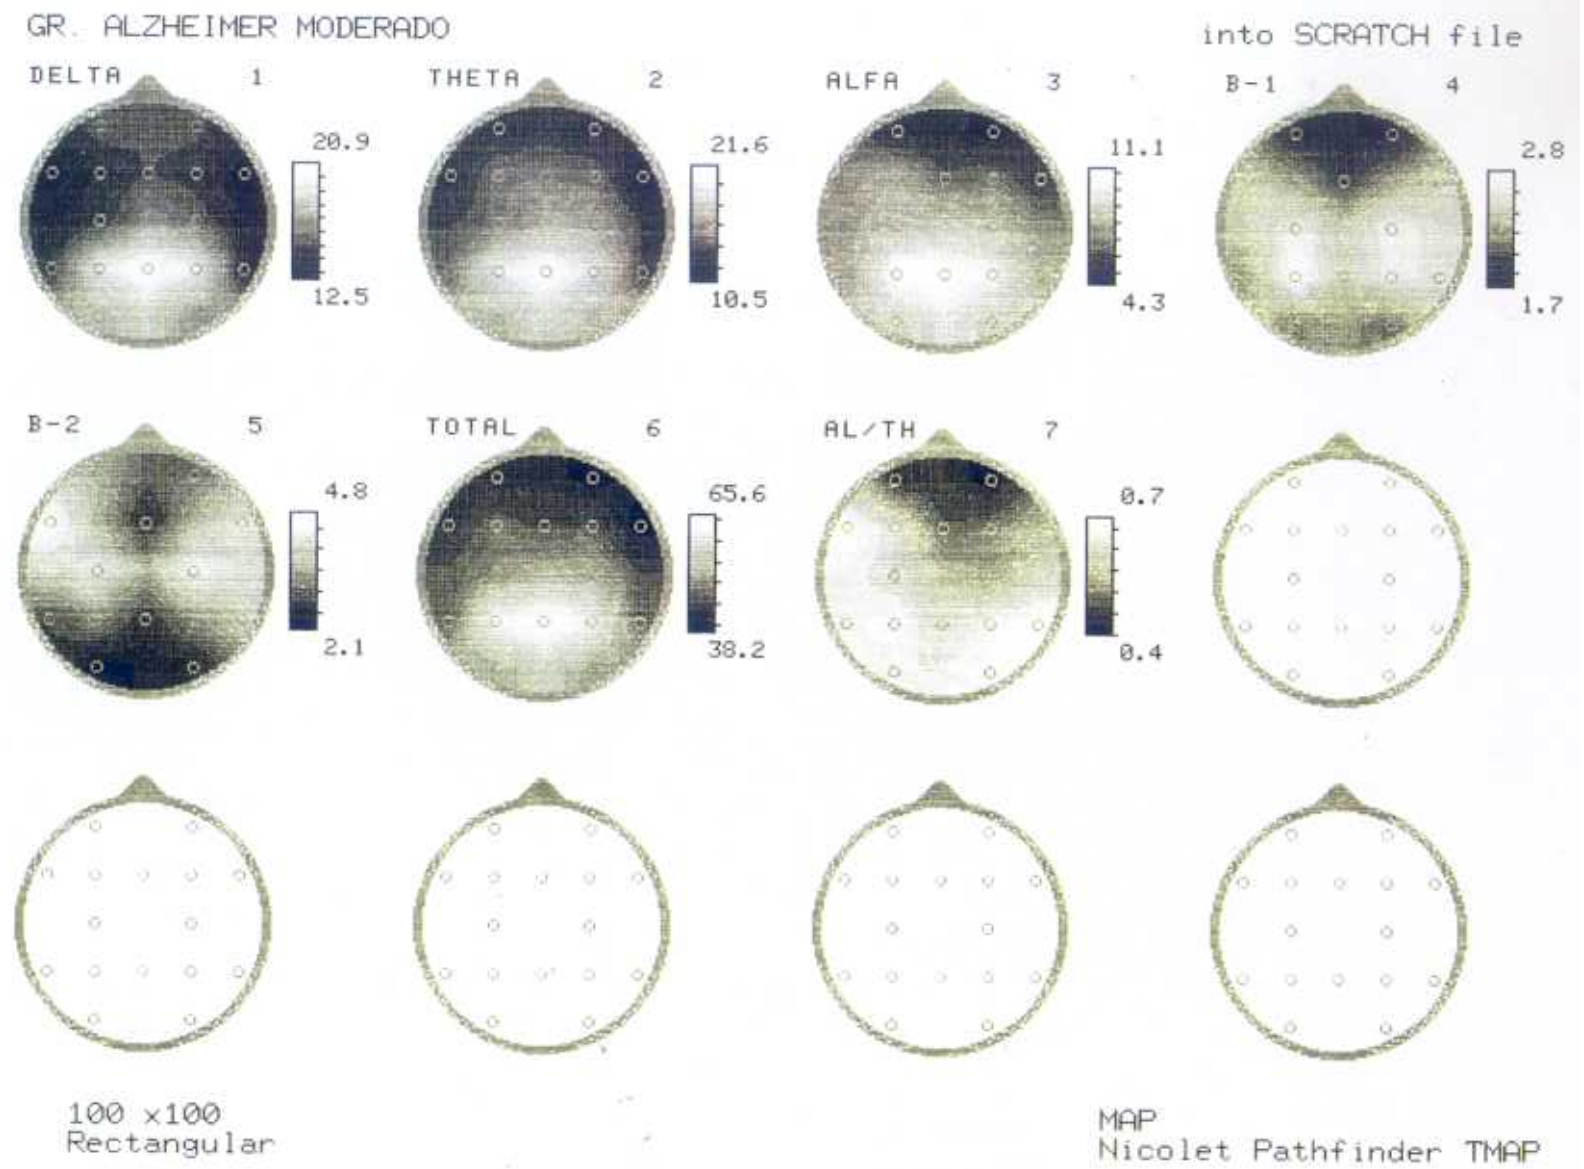 GR. ALZHEIMER MODERADO
into SCRATCH file
DELTA 1
20.9
12.5
THETA 2
21.6
10.5
ALFA 3
11.1
4.3
B-1 4
2.8
1.7
B-2 5
4.8
2.1
TOTAL 6
65.6
38.2
AL/TH 7
0.7
0.4
100 x100
Rectangular
MAP
Nicolet Pathfinder TMAP